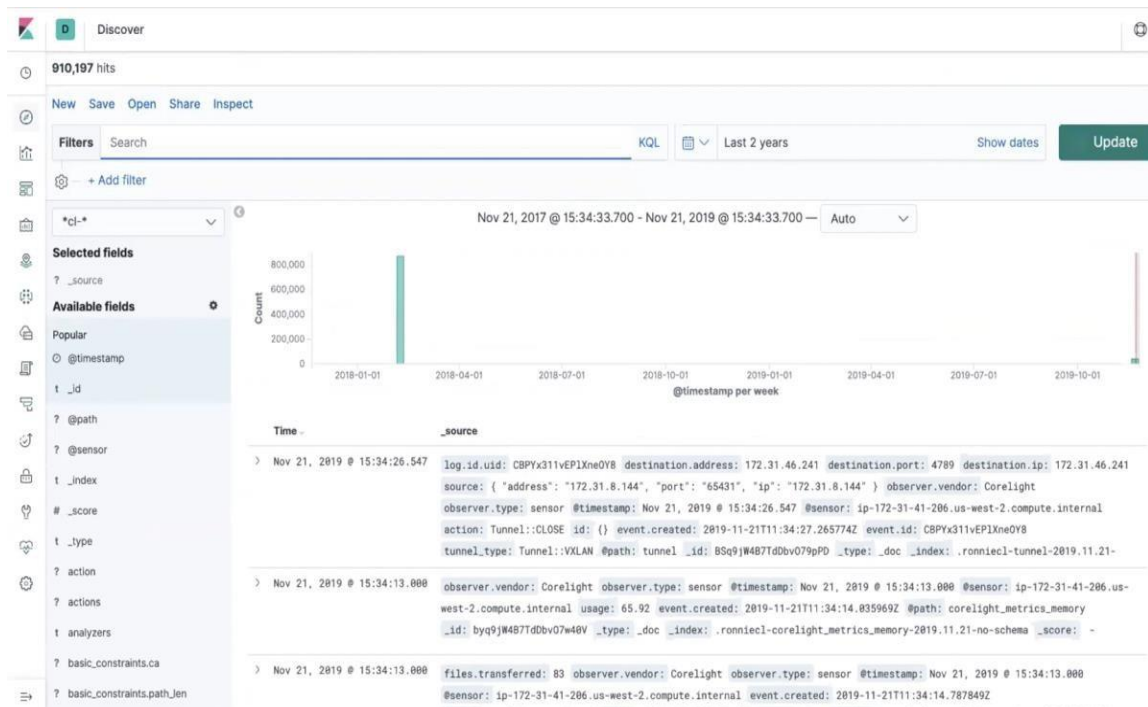 D Discover
910,197 hits
New Save Open Share Inspect
Filters Search KQL Last 2 years Show dates Update
+ Add filter
*cl-*
Nov 21, 2017 @ 15:34:33.700 - Nov 21, 2019 @ 15:34:33.700 — Auto
Selected fields
? _source
Available fields
Popular
@timestamp
t _id
? @path
? @sensor
t _index
# _score
t _type
? action
? actions
t analyzers
? basic_constraints.ca
? basic_constraints.path_len
Count
800,000
600,000
400,000
200,000
0
2018-01-01 2018-04-01 2018-07-01 2018-10-01 2019-01-01 2019-04-01 2019-07-01 2019-10-01
@timestamp per week
Time _source
Nov 21, 2019 @ 15:34:26.547 log.id.uid: CBPYx311vEPlXneOY8 destination.address: 172.31.46.241 destination.port: 4789 destination.ip: 172.31.46.241
source: { "address": "172.31.8.144", "port": "65431", "ip": "172.31.8.144" } observer.vendor: Corelight
observer.type: sensor @timestamp: Nov 21, 2019 @ 15:34:26.547 @sensor: ip-172-31-41-206.us-west-2.compute.internal
action: Tunnel::CLOSE id: {} event.created: 2019-11-21T11:34:27.265774Z event.id: CBPYx311vEPlXneOY8
tunnel_type: Tunnel::VXLAN @path: tunnel _id: BSq9jW4B7TdDbvO79pPD _type: _doc _index: .ronniecl-tunnel-2019.11.21-
Nov 21, 2019 @ 15:34:13.000 observer.vendor: Corelight observer.type: sensor @timestamp: Nov 21, 2019 @ 15:34:13.000 @sensor: ip-172-31-41-206.us-
west-2.compute.internal usage: 65.92 event.created: 2019-11-21T11:34:14.035969Z @path: corelight_metrics_memory
_id: byq9jW4B7TdDbvO7w40V _type: _doc _index: .ronniecl-corelight_metrics_memory-2019.11.21-no-schema _score: -
Nov 21, 2019 @ 15:34:13.000 files.transferred: 83 observer.vendor: Corelight observer.type: sensor @timestamp: Nov 21, 2019 @ 15:34:13.000
@sensor: ip-172-31-41-206.us-west-2.compute.internal event.created: 2019-11-21T11:34:14.787849Z